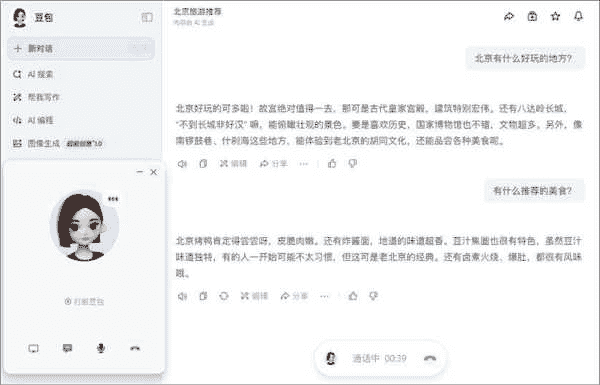 豆包
新对话
AI 搜索
帮我写作
AI 编程
图像生成
打断豆包
北京旅游推荐
内容由 AI 生成
北京有什么好玩的地方?
北京好玩的可多啦！故宫绝对值得一去，那可是古代皇家宫殿，建筑特别宏伟。还有八达岭长城，
“不到长城非好汉” 嘛，能俯瞰壮观的景色。要是喜欢历史，国家博物馆也不错，文物超多。另外，像
南锣鼓巷、什刹海这些地方，能体验到老北京的胡同文化，还能品尝各种美食呢。
编辑 分享
有什么推荐的美食?
北京烤鸭肯定得尝尝呀，皮脆肉嫩。还有炸酱面，地道的味道超香。豆汁焦圈也很有特色，虽然豆汁
味道独特，有的人一开始可能不太习惯，但这可是老北京的经典。还有卤煮火烧、爆肚，都很有风味
哦。
编辑 分享
通话中 00:39